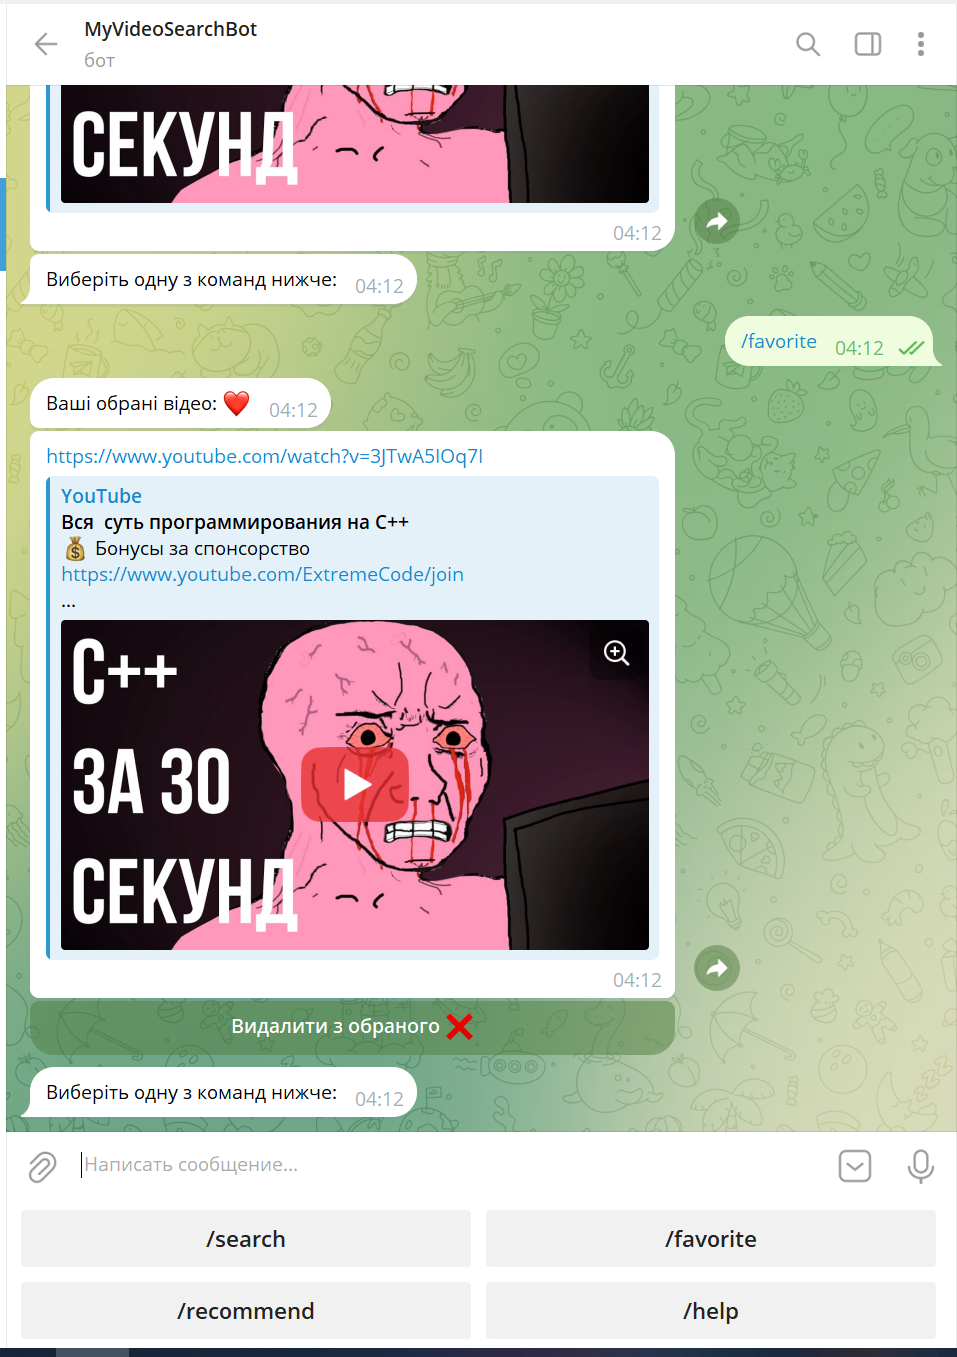 MyVideoSearchBot
бот
СЕКУНД
04:12
Виберіть одну з команд нижче: 04:12
/favorite 04:12
Ваші обрані відео: ❤️ 04:12
https://www.youtube.com/watch?v=3JTwA5lOq7I
YouTube
Вся суть программирования на C++
💰 Бонусы за спонсорство
https://www.youtube.com/ExtremeCode/join
...
C++
ЗА 30
СЕКУНД
04:12
Видалити з обраного ❌
Виберіть одну з команд нижче: 04:12
Написать сообщение...
/search /favorite
/recommend /help